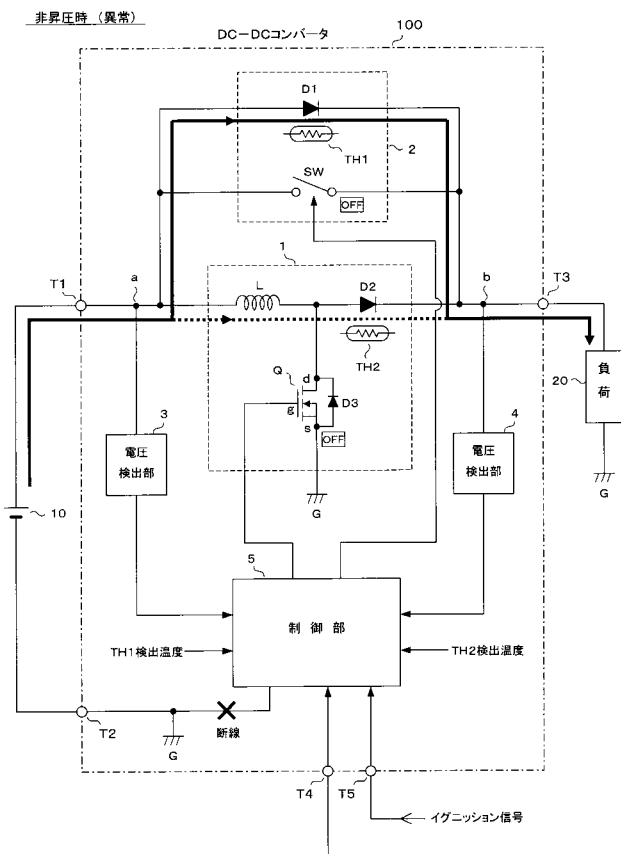 非昇圧時（異常）
DC－DCコンバータ
100
D1
TH1
2
SW
OFF
1
T1
a
L
D2
b
T3
TH2
Q
d
g
s
D3
OFF
20
負荷
3
電圧
検出部
4
電圧
検出部
G
G
10
5
制御部
TH1検出温度
TH2検出温度
T2
G
断線
T4
T5
イグニッション信号